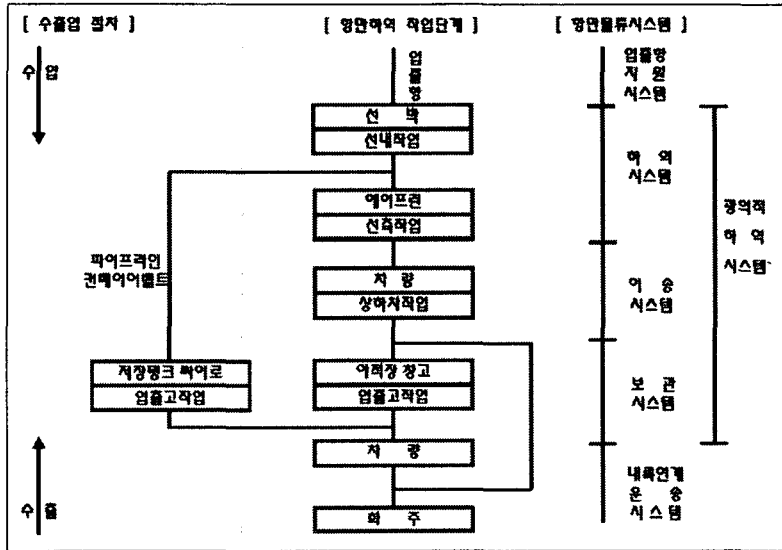 [ 수출입 절차 ]
[ 항만하역 작업단계 ]
[ 항만물류시스템 ]
수 입
입출항
입출항
지 원
시스템
선 박
선내작업
하 역
시스템
에이프런
선측작업
광의적
하 역
시스템
파이프라인
컨베이어벨트
차 량
상하차작업
이 송
시스템
저장탱크 싸이로
입출고작업
야적장 창고
입출고작업
보 관
시스템
차 량
내륙연계
운 송
시스템
수 출
화 주